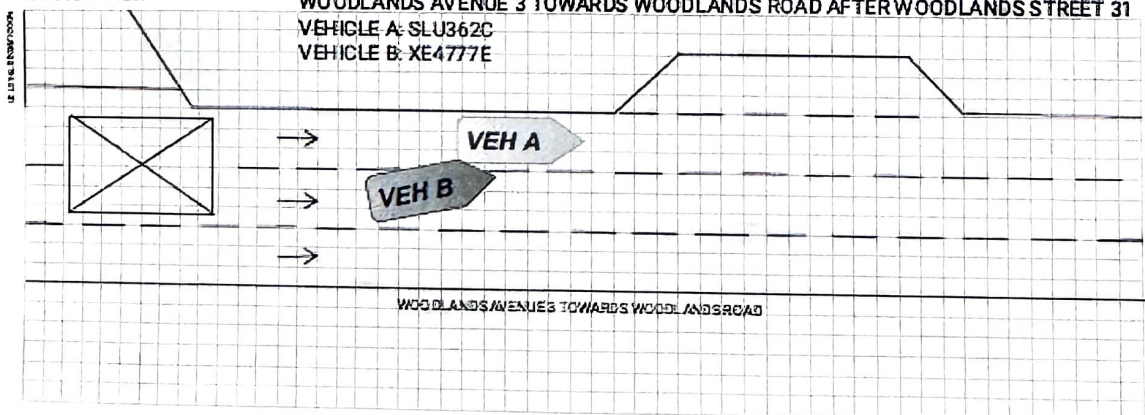 WOODLANDS AVENUE 3 TOWARDS WOODLANDS ROAD AFTER WOODLANDS STREET 31
VEHICLE A: SLU362C
VEHICLE B: XE4777E
VEH A
VEH B
WOODLANDS AVENUE 3 TOWARDS WOODLANDS ROAD